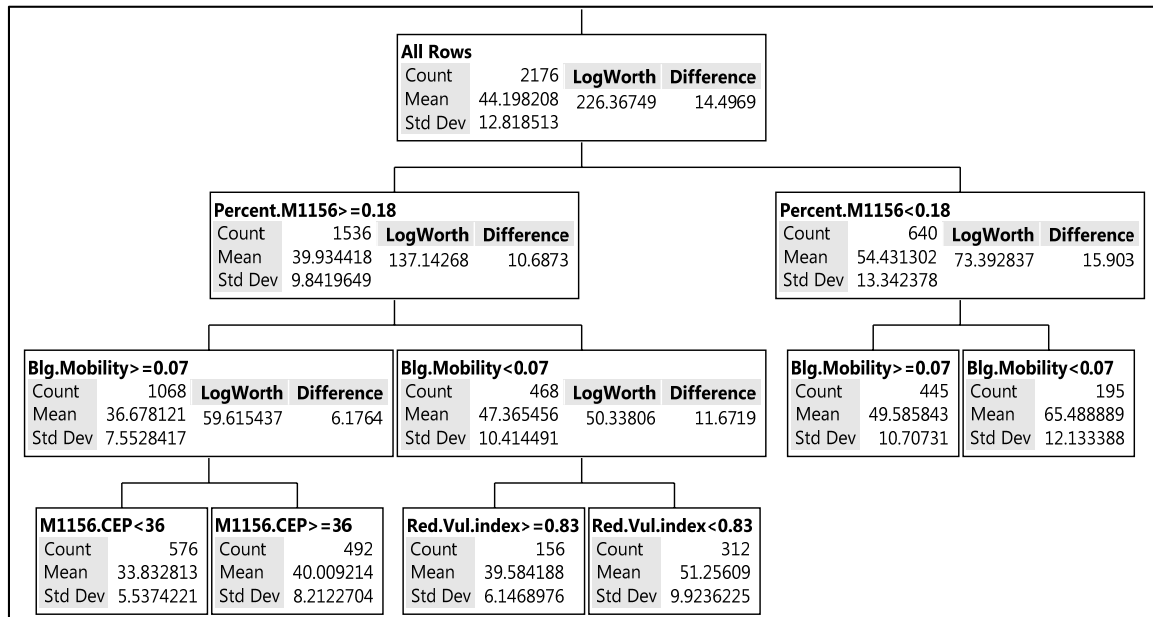 All Rows
Count 2176 LogWorth Difference
Mean 44.198208 226.36749 14.4969
Std Dev 12.818513
Percent.M1156>=0.18
Count 1536 LogWorth Difference
Mean 39.934418 137.14268 10.6873
Std Dev 9.8419649
Percent.M1156<0.18
Count 640 LogWorth Difference
Mean 54.431302 73.392837 15.903
Std Dev 13.342378
Blg.Mobility>=0.07
Count 1068 LogWorth Difference
Mean 36.678121 59.615437 6.1764
Std Dev 7.5528417
Blg.Mobility<0.07
Count 468 LogWorth Difference
Mean 47.365456 50.33806 11.6719
Std Dev 10.414491
Blg.Mobility>=0.07
Count 445
Mean 49.585843
Std Dev 10.70731
Blg.Mobility<0.07
Count 195
Mean 65.488889
Std Dev 12.133388
M1156.CEP<36
Count 576
Mean 33.832813
Std Dev 5.5374221
M1156.CEP>=36
Count 492
Mean 40.009214
Std Dev 8.2122704
Red.Vul.index>=0.83
Count 156
Mean 39.584188
Std Dev 6.1468976
Red.Vul.index<0.83
Count 312
Mean 51.25609
Std Dev 9.9236225